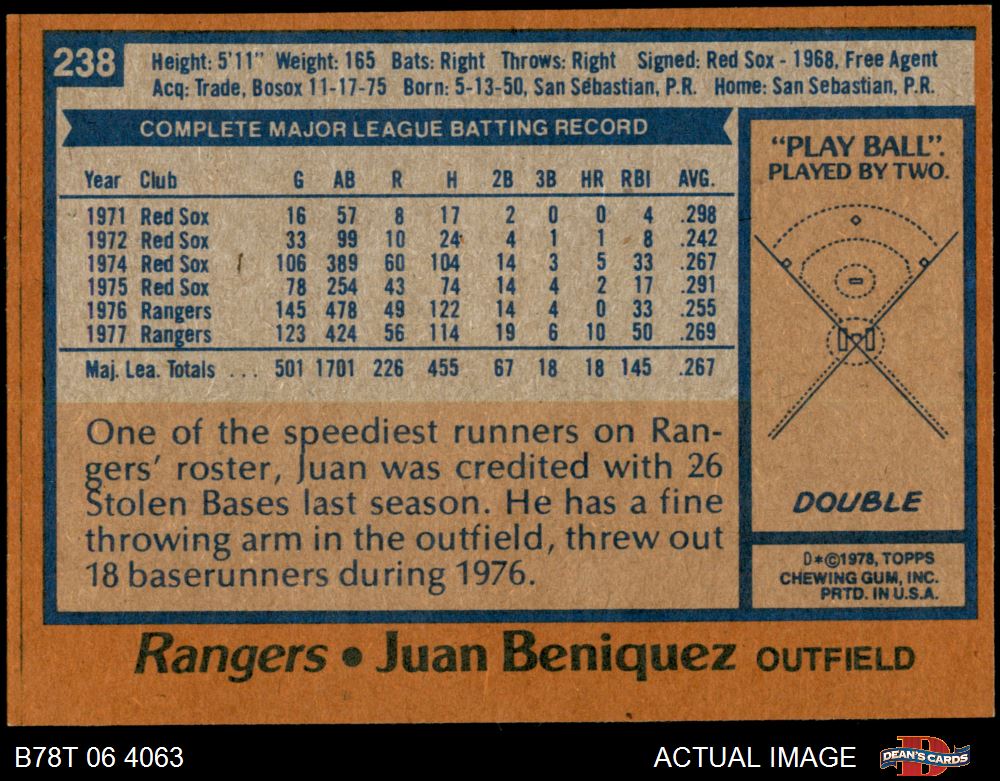 238
Height: 5'11" Weight: 165 Bats: Right Throws: Right Signed: Red Sox - 1968, Free Agent
Acq: Trade, Bosox 11-17-75 Born: 5-13-50, San Sebastian, P.R. Home: San Sebastian, P.R.
COMPLETE MAJOR LEAGUE BATTING RECORD
Year Club G AB R H 2B 3B HR RBI AVG.
1971 Red Sox 16 57 8 17 2 0 0 4 .298
1972 Red Sox 33 99 10 24 4 1 1 8 .242
1974 Red Sox 106 389 60 104 14 3 5 33 .267
1975 Red Sox 78 254 43 74 14 4 2 17 .291
1976 Rangers 145 478 49 122 14 4 0 33 .255
1977 Rangers 123 424 56 114 19 6 10 50 .269
Maj. Lea. Totals ... 501 1701 226 455 67 18 18 145 .267
One of the speediest runners on Ran-
gers' roster, Juan was credited with 26
Stolen Bases last season. He has a fine
throwing arm in the outfield, threw out
18 baserunners during 1976.
"PLAY BALL".
PLAYED BY TWO.
DOUBLE
D*©1978, TOPPS
CHEWING GUM, INC.
PRTD. IN U.S.A.
Rangers • Juan Beniquez OUTFIELD
B78T 06 4063
ACTUAL IMAGE
DEAN'S CARDS